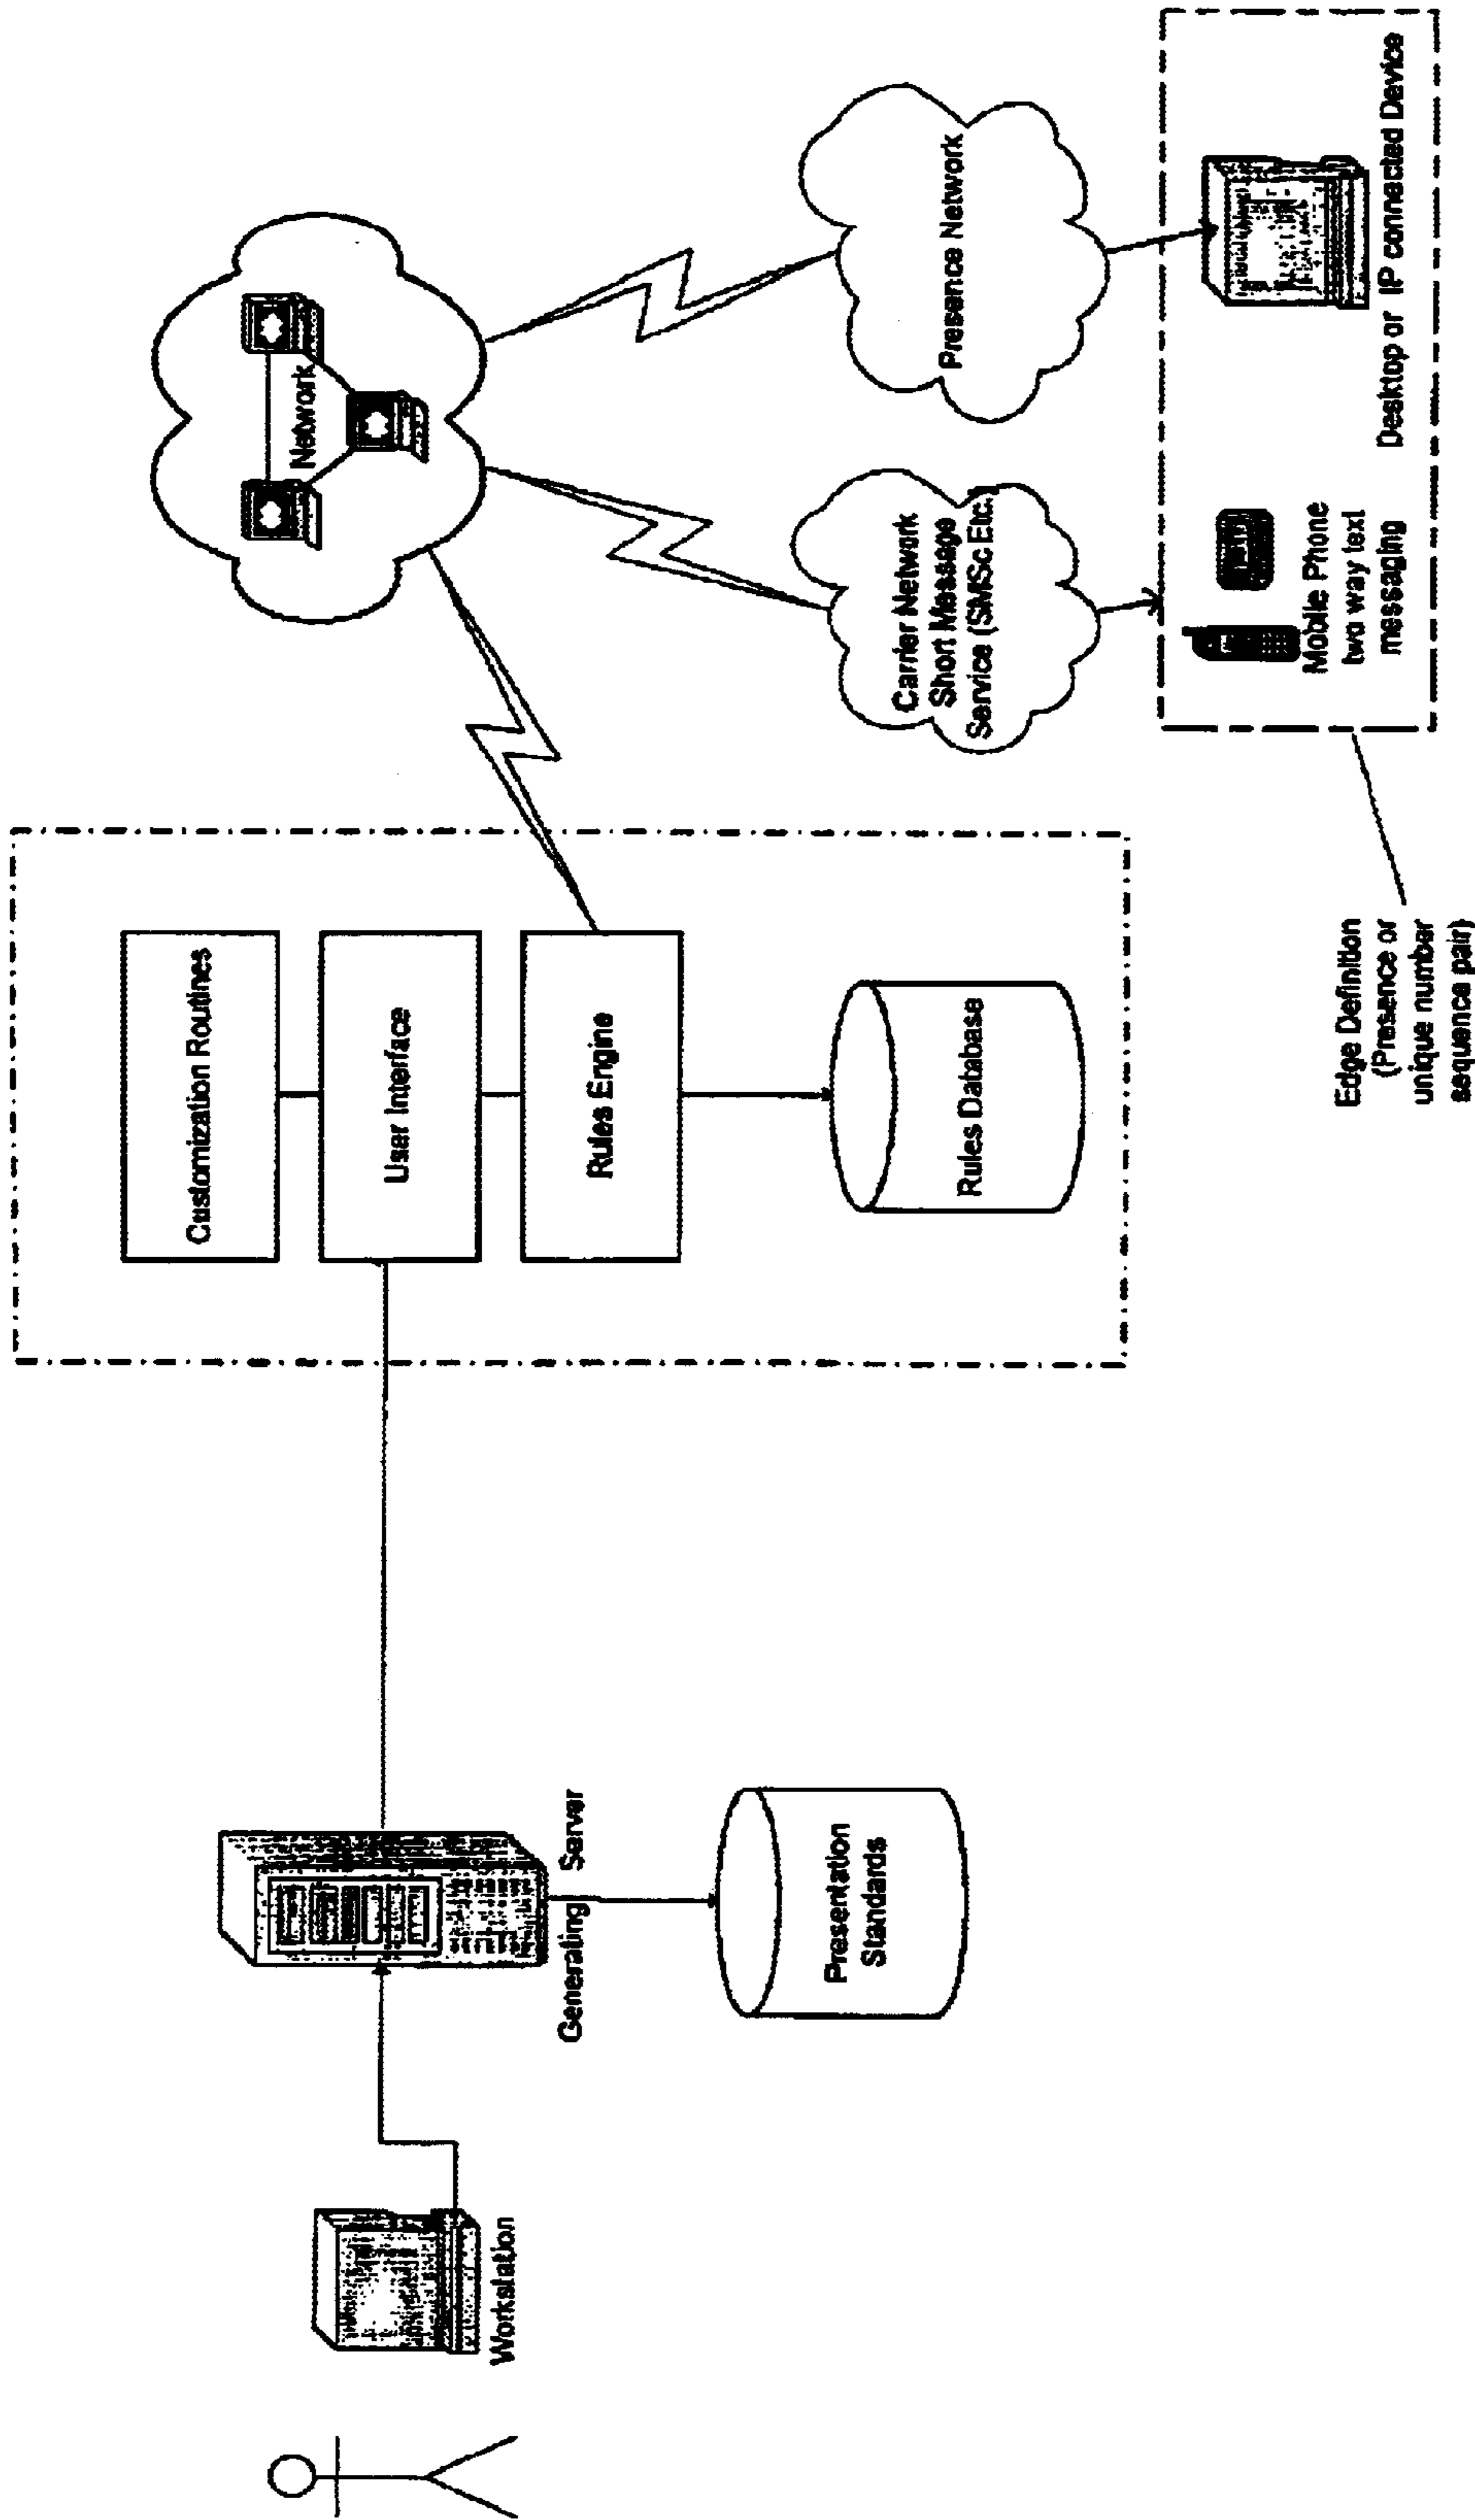 Workstation
Generating Server
Presentation
Standards
Customization Routines
User Interface
Rules Engine
Rules Database
Network
Carrier Network
Short Message
Service (SMSc Etc.
Presence Network
Mobile Phone
two way text
messaging
Desktop or IP connected Device
Edge Definition
(Presence or
unique number
sequence pair)